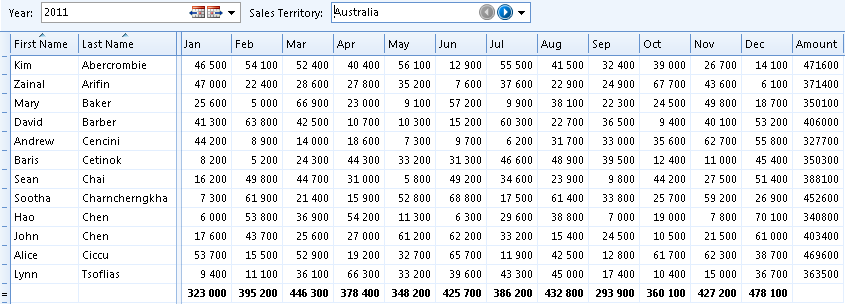 Year: 2011 Sales Territory: Australia
First Name Last Name Jan Feb Mar Apr May Jun Jul Aug Sep Oct Nov Dec Amount
Kim Abercrombie 46 500 54 100 52 400 40 400 56 100 12 900 55 500 41 500 32 400 39 000 26 700 14 100 471600
Zainal Arifin 47 000 22 400 28 600 27 800 35 200 7 600 37 600 22 900 24 900 67 700 43 600 6 100 371400
Mary Baker 25 600 5 000 66 900 23 000 9 100 57 200 9 900 38 100 22 300 24 500 49 800 18 700 350100
David Barber 41 300 63 800 42 500 10 700 10 300 15 200 60 300 22 700 36 500 9 400 40 100 53 200 406000
Andrew Cencini 44 200 8 900 14 000 18 600 7 300 9 700 6 200 31 700 33 000 35 600 62 700 55 800 327700
Baris Cetinok 8 200 5 200 24 300 44 300 33 200 31 300 46 600 48 900 39 500 12 400 11 000 45 400 350300
Sean Chai 16 200 49 800 44 700 31 000 5 800 49 200 34 600 23 900 9 800 44 200 27 500 51 400 388100
Sootha Charncherngkha 7 300 61 900 21 400 15 900 52 800 68 800 17 500 61 400 33 800 25 700 59 200 26 900 452600
Hao Chen 6 000 53 800 36 900 54 200 11 300 6 300 29 600 38 800 7 000 19 000 7 800 70 100 340800
John Chen 17 600 43 700 25 600 27 000 61 200 62 200 33 200 15 400 24 500 10 500 21 500 61 000 403400
Alice Ciccu 53 700 15 500 52 900 19 200 32 700 65 700 11 900 42 500 12 800 61 700 62 300 38 700 469600
Lynn Tsoflias 9 400 11 100 36 100 66 300 33 200 39 600 43 300 45 000 17 400 10 400 15 000 36 700 363500
= 323 000 395 200 446 300 378 400 348 200 425 700 386 200 432 800 293 900 360 100 427 200 478 100